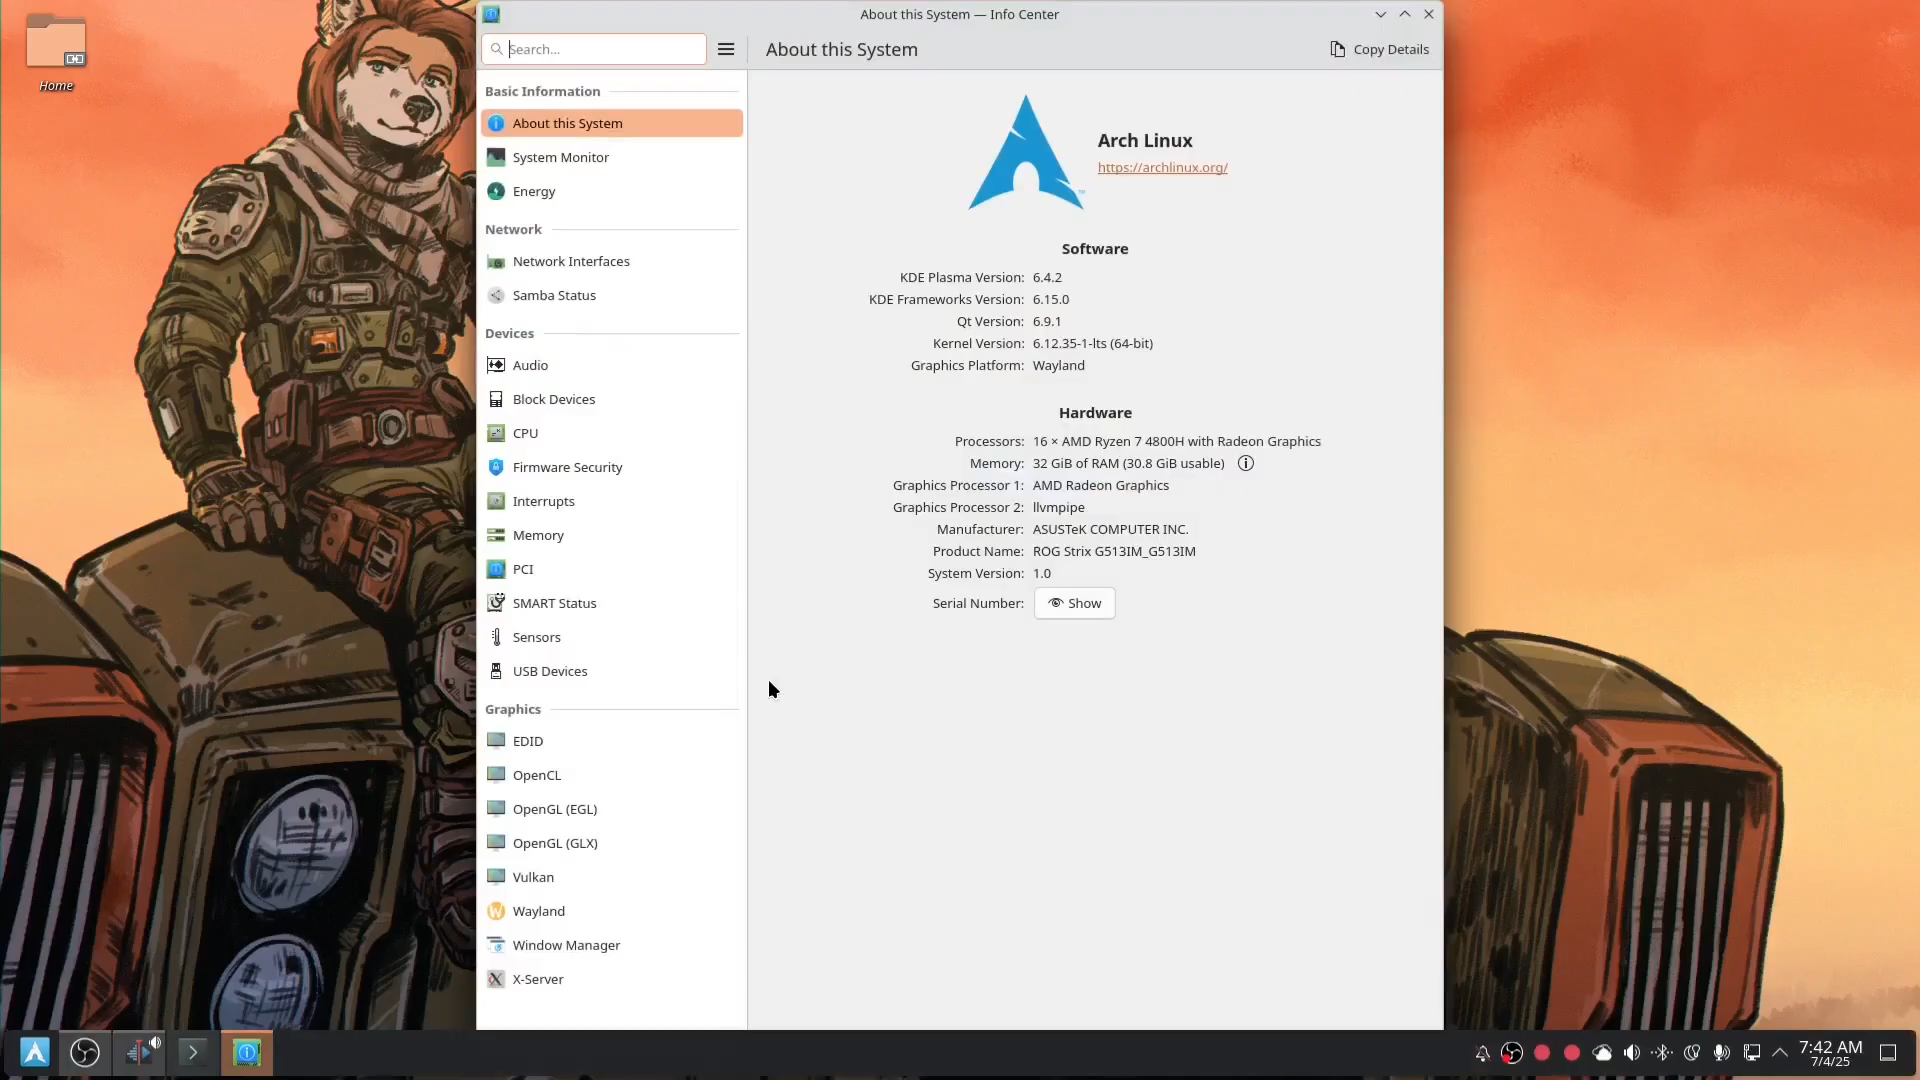 Home
About this System — Info Center
Search...
About this System
Copy Details
Basic Information
About this System
System Monitor
Energy
Network
Network Interfaces
Samba Status
Devices
Audio
Block Devices
CPU
Firmware Security
Interrupts
Memory
PCI
SMART Status
Sensors
USB Devices
Graphics
EDID
OpenCL
OpenGL (EGL)
OpenGL (GLX)
Vulkan
Wayland
Window Manager
X-Server
Arch Linux
https://archlinux.org/
Software
KDE Plasma Version: 6.4.2
KDE Frameworks Version: 6.15.0
Qt Version: 6.9.1
Kernel Version: 6.12.35-1-lts (64-bit)
Graphics Platform: Wayland
Hardware
Processors: 16 × AMD Ryzen 7 4800H with Radeon Graphics
Memory: 32 GiB of RAM (30.8 GiB usable)
Graphics Processor 1: AMD Radeon Graphics
Graphics Processor 2: llvmpipe
Manufacturer: ASUSTeK COMPUTER INC.
Product Name: ROG Strix G513IM_G513IM
System Version: 1.0
Serial Number: Show
7:42 AM
7/4/25